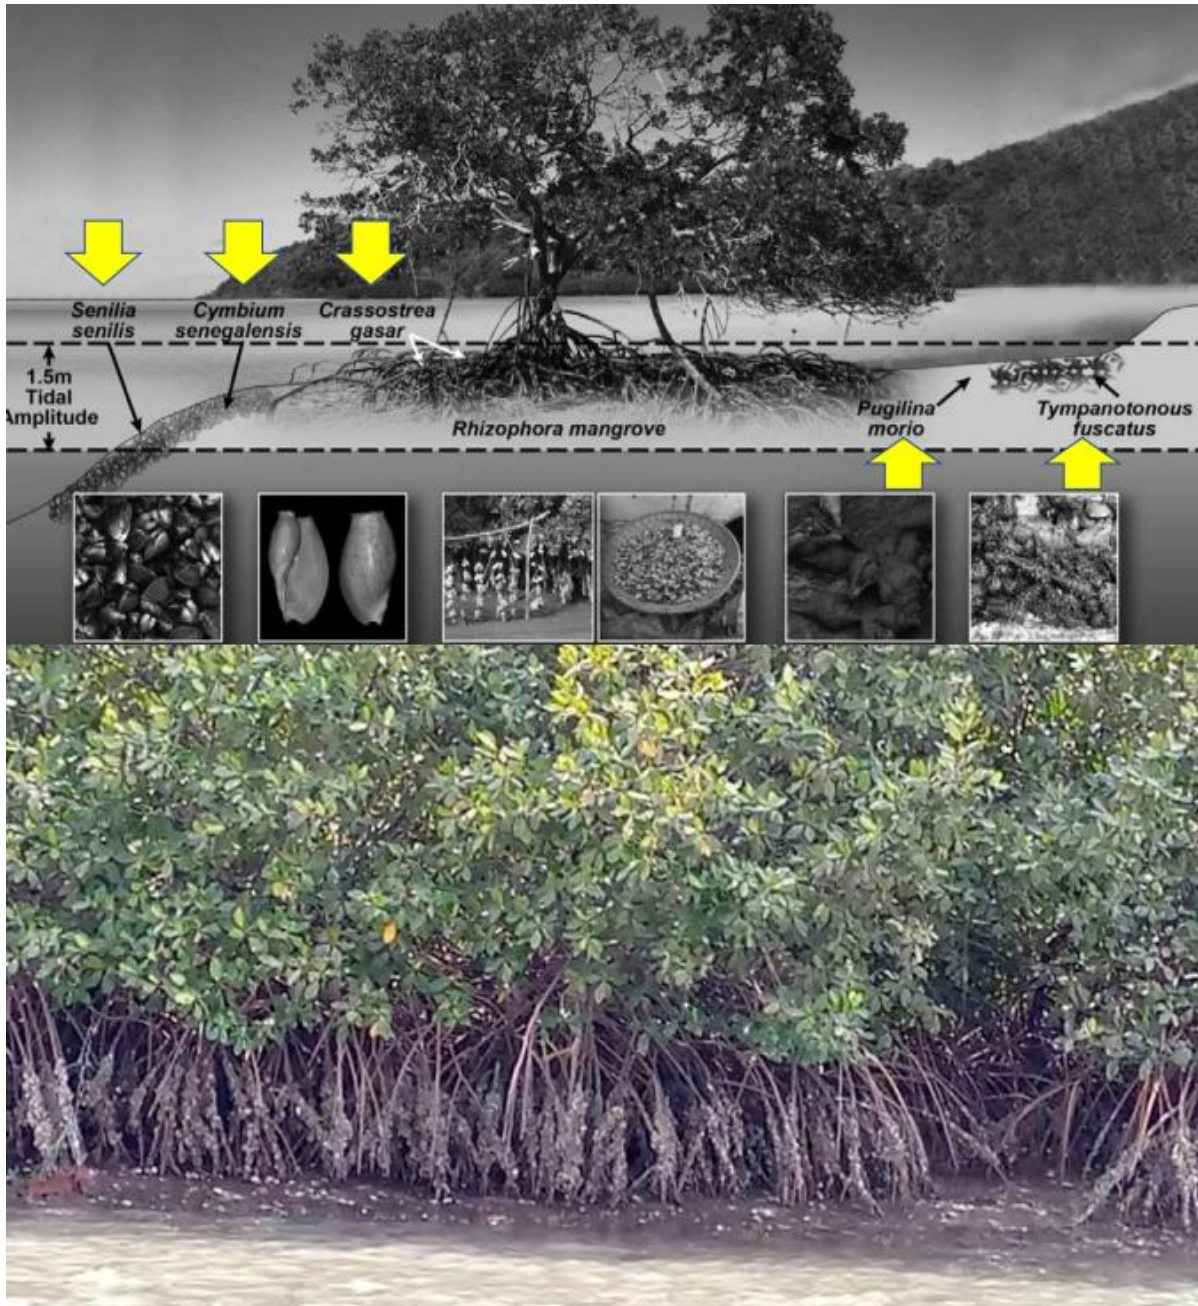 Senilia
senilis
Cymbium
senegalensis
Crassostrea
gasar
1.5m
Tidal
Amplitude
Rhizophora mangrove
Pugilina
morio
Tympanotonous
fuscatus